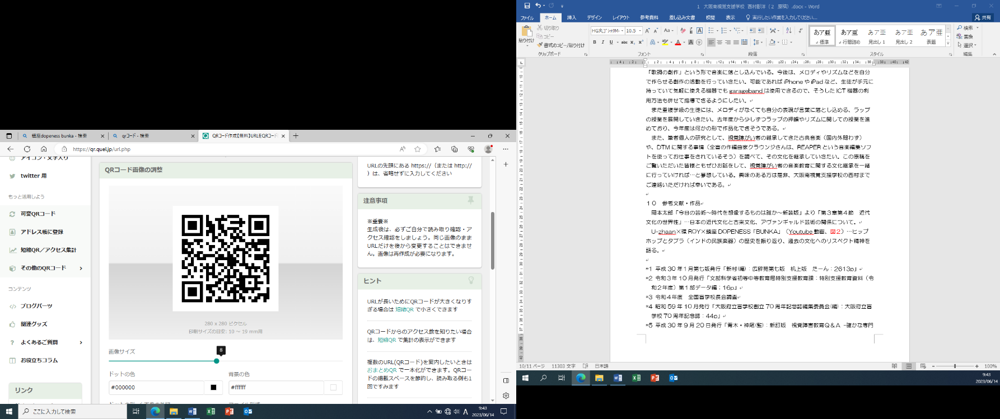 鎮座dopeness bunka - 検索
qrコード - 検索
QRコード作成【無料】URLをQRコード
https://qr.quel.jp/url.php
アイコン・文字入り
twitter 用
もっと活用しよう
可変QRコード
アドレス帳に登録
短縮QR／アクセス集計
その他のQRコード
コンテンツ
ブログパーツ
関連グッズ
よくあるご質問
お役立ちコラム
リンク
QRコード画像の調整
280 x 280 ピクセル
印刷サイズの目安: 10 ～ 19 mm用
画像サイズ
8
ドットの色
背景の色
#000000
#ffffff
URLの先頭にある https://（または http://
）は、省略せずに入力してください
注意事項
※重要※
生成後は、必ずご自分で読み取り確認・ア
クセス確認をしましょう。同じ画像のまま
URLだけを後から変更することはできませ
ん。画像は再作成が必要になります。
ヒント
URLが長いためにQRコードが大きくなりす
ぎる場合は 短縮QR で小さくできます
QRコードからのアクセス数を知りたい場合
は、短縮QR で集計の表示ができます
複数のURL(QRコード)を案内したいときは
おまとめQR で一本化ができます。QRコー
ドの掲載スペースを節約し、読み取る側も1
回ですみます
ここに入力して検索
A
9:43
2023/06/14
1 大阪南視覚支援学校 西村彰洋（2 原稿）.docx - Word
ファイル ホーム 挿入 デザイン レイアウト 参考資料 差し込み文書 校閲 表示 実行したい作業を入力してください... 共有
貼り付け
切り取り
コピー
書式のコピー/貼り付け
クリップボード
HG丸ｺﾞｼｯｸM- 10.5
フォント
段落
あア亜 あア亜 あア亜 あア亜 あア亜
標準 行間詰め 見出し 1 見出し 2 表題
スタイル
検索
置換
選択
編集
「歌詞の創作」という形で音楽に落とし込んでいる。今後は、メロディやリズムなどを自分
で作らせる創作の活動を行っていきたい。可能であれば iPhone や iPad など、生徒が手元に
持っていて気軽に使える機器でも garageband は使用できるので、そうした ICT 機器の利
用方法も併せて指導できるようにしたい。
また重複学級の生徒には、メロディがなくても自分の表現が言葉に落とし込める、ラップ
の授業を展開していきたい。去年度から少しずつラップの押韻やリズムに関しての授業を進
めており、今年度は何かの形で作品化できそうである。
また、筆者個人の研究として、視覚障がい者の継承してきた古典音楽（国内外問わず）
や、DTM に関する事情（全盲の作編曲家クラウンジさんは、REAPER という音楽編集ソフ
トを使ってお仕事をされているそう）を調べて、その文化を継承していきたい。この原稿を
ご覧いただいた皆様ともぜひお話をして、視覚障がい者の音楽教育に関する文化継承を一緒
に行っていければ…と夢想している。興味のある方は是非、大阪南視覚支援学校の西村まで
ご連絡いただければ幸いである。
１０　参考文献・作品
岡本太郎「今日の芸術～時代を想像するものは誰か～新装版」より「第３章第４節　近代
文化の世界性」…日本の近代文化と古来文化、アヴァンギャルド芸術の関係について。
U-zhaan×環 ROY×鎮座 DOPENESS「BUNKA」（Youtube 動画、図２）…ヒップ
ホップとタブラ（インドの民族楽器）の歴史を振り返り、過去の文化へのリスペクト精神を
語る。
*1 平成 30 年 1 月第七版発行「新村(編)：広辞苑第七版　机上版　たーん：2613p」
*2 令和３年 10 月発行「文部科学省初等中等教育局特別支援教育課：特別支援教育資料（令
和２年度）第１部データ編：16p」
*3 令和４年度　全国盲学校長会調査
*4 昭和 59 年 10 月発行「大阪府立盲学校創立 70 周年記念誌編集委員会(編)：大阪府立盲
学校 70 周年記念誌：44p」
*5 平成 30 年 9 月 20 日発行「青木・神尾(監)：新訂版　視覚障害教育Ｑ＆Ａ -確かな専門
10/11 ページ 11303 文字 日本語 100%
9:43
2023/06/14